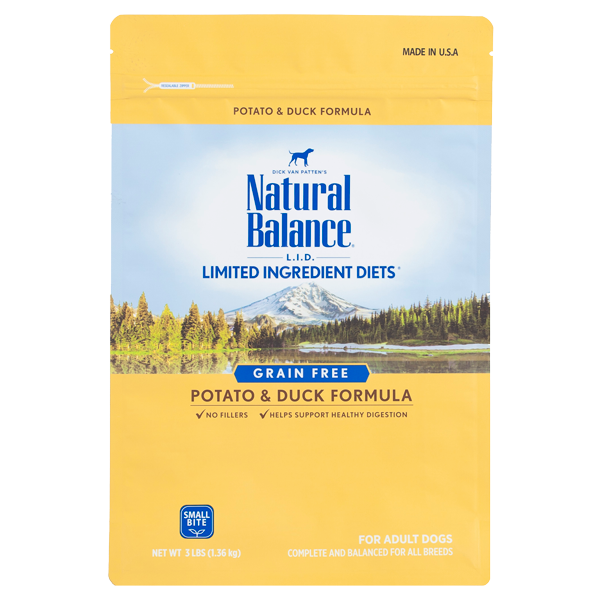 MADE IN U.S.A
RESEALABLE ZIPPER
POTATO & DUCK FORMULA
DICK VAN PATTEN'S
Natural
Balance®
L.I.D.
LIMITED INGREDIENT DIETS®
GRAIN FREE
POTATO & DUCK FORMULA
✓NO FILLERS ✓HELPS SUPPORT HEALTHY DIGESTION
SMALL
BITE
FOR ADULT DOGS
NET WT 3 LBS (1.36 kg) COMPLETE AND BALANCED FOR ALL BREEDS